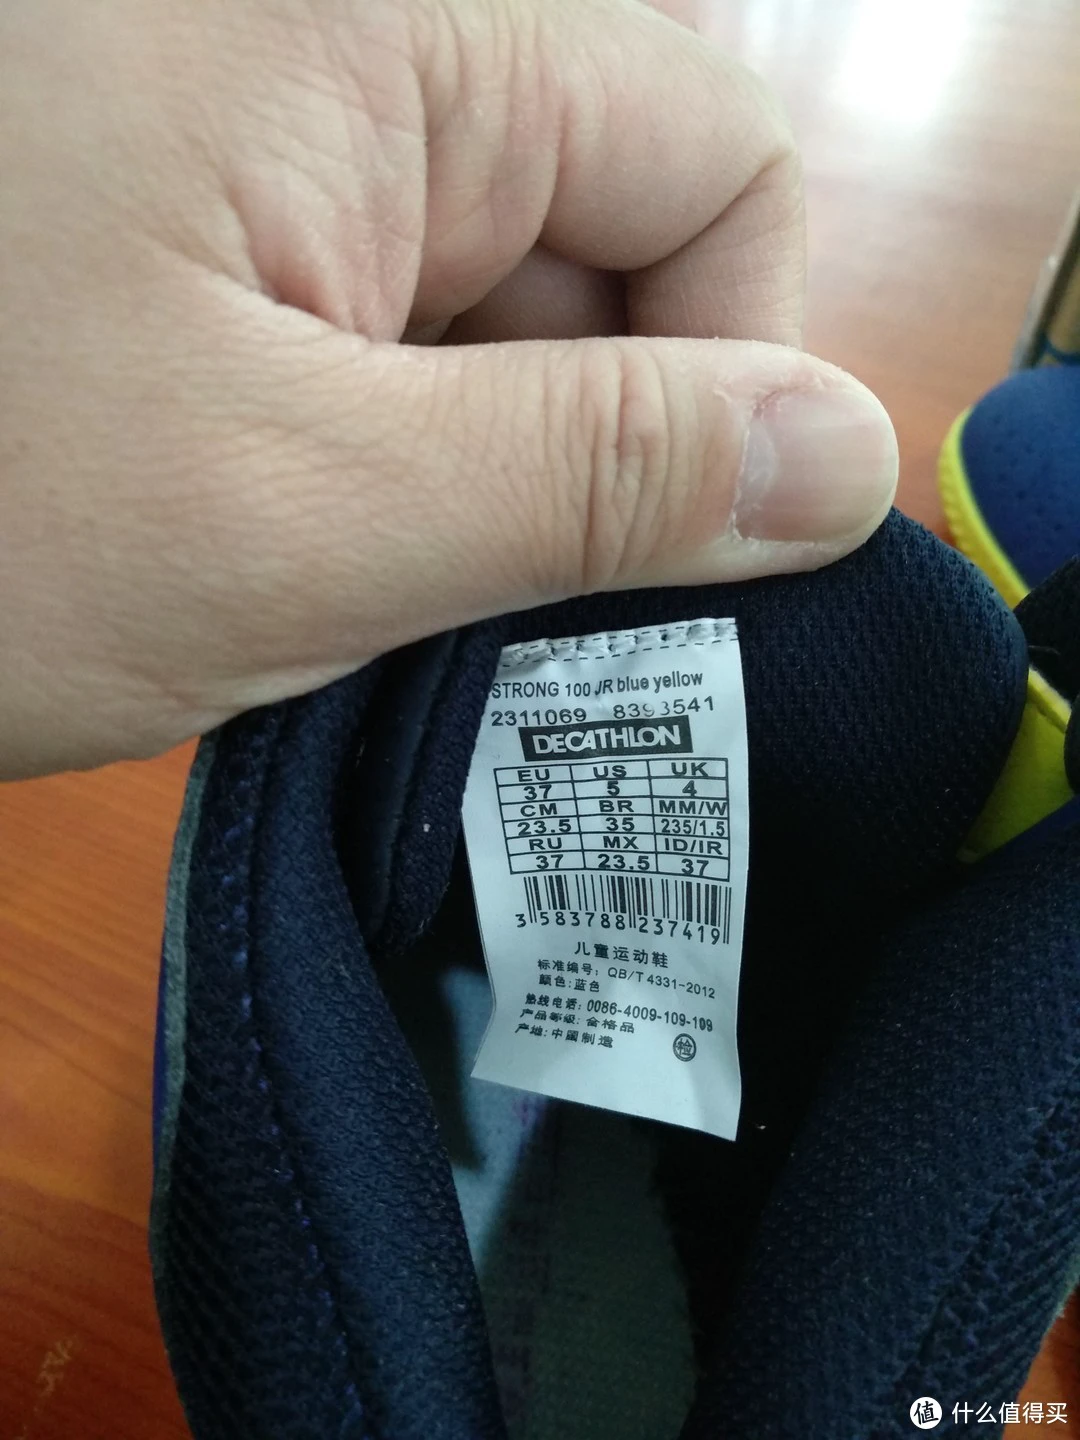 STRONG 100 JR blue yellow
2311069 8393541
DECATHLON
EU US UK
37 5 4
CM BR MM/W
23.5 35 235/1.5
RU MX ID/IR
37 23.5 37
3 583788 237419
儿童运动鞋
标准编号: QB/T 4331-2012
颜色: 蓝色
热线电话: 0086-4009-109-109
产品等级: 合格品
产地: 中國制造
检
值 什么值得买